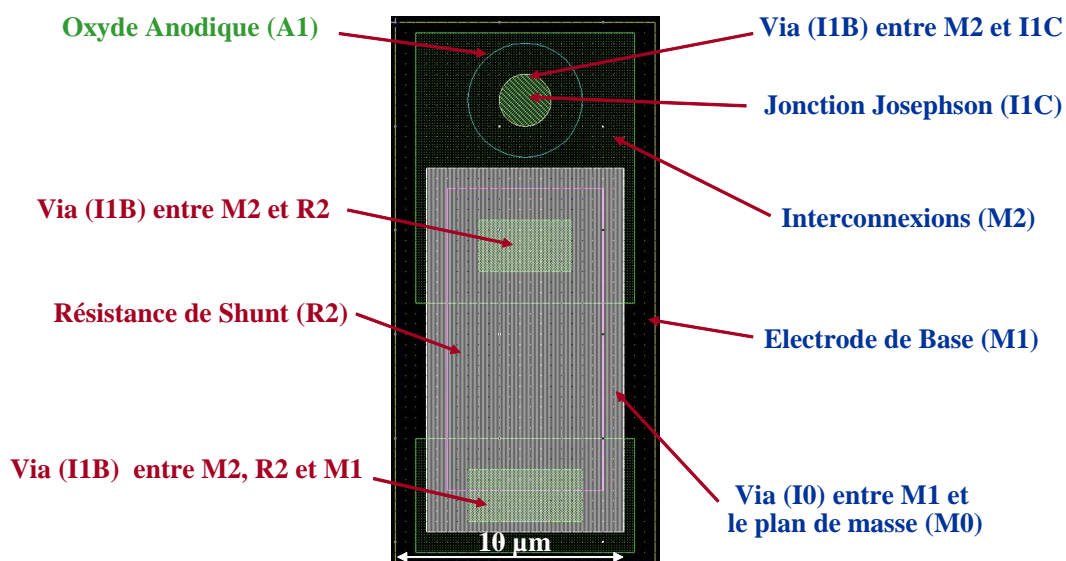 Oxyde Anodique (A1)
Via (I1B) entre M2 et I1C
Jonction Josephson (I1C)
Via (I1B) entre M2 et R2
Interconnexions (M2)
Résistance de Shunt (R2)
Electrode de Base (M1)
Via (I1B)  entre M2, R2 et M1
Via (I0) entre M1 et
le plan de masse (M0)
10 µm